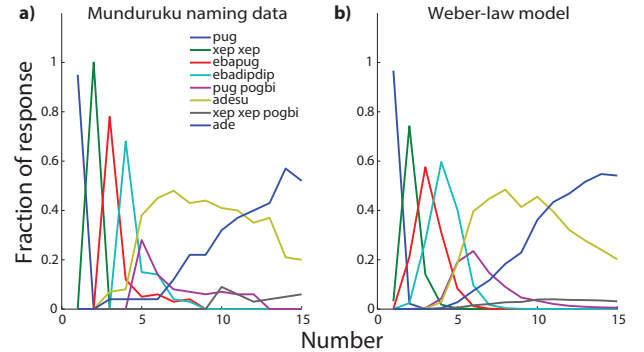 a) Munduruku naming data
b) Weber-law model
pug
xep xep
ebapug
ebadipdip
pug pogbi
adesu
xep xep pogbi
ade
Fraction of response
1
0.8
0.6
0.4
0.2
0
0 5 10 15
1
0.8
0.6
0.4
0.2
0
0 5 10 15
Number